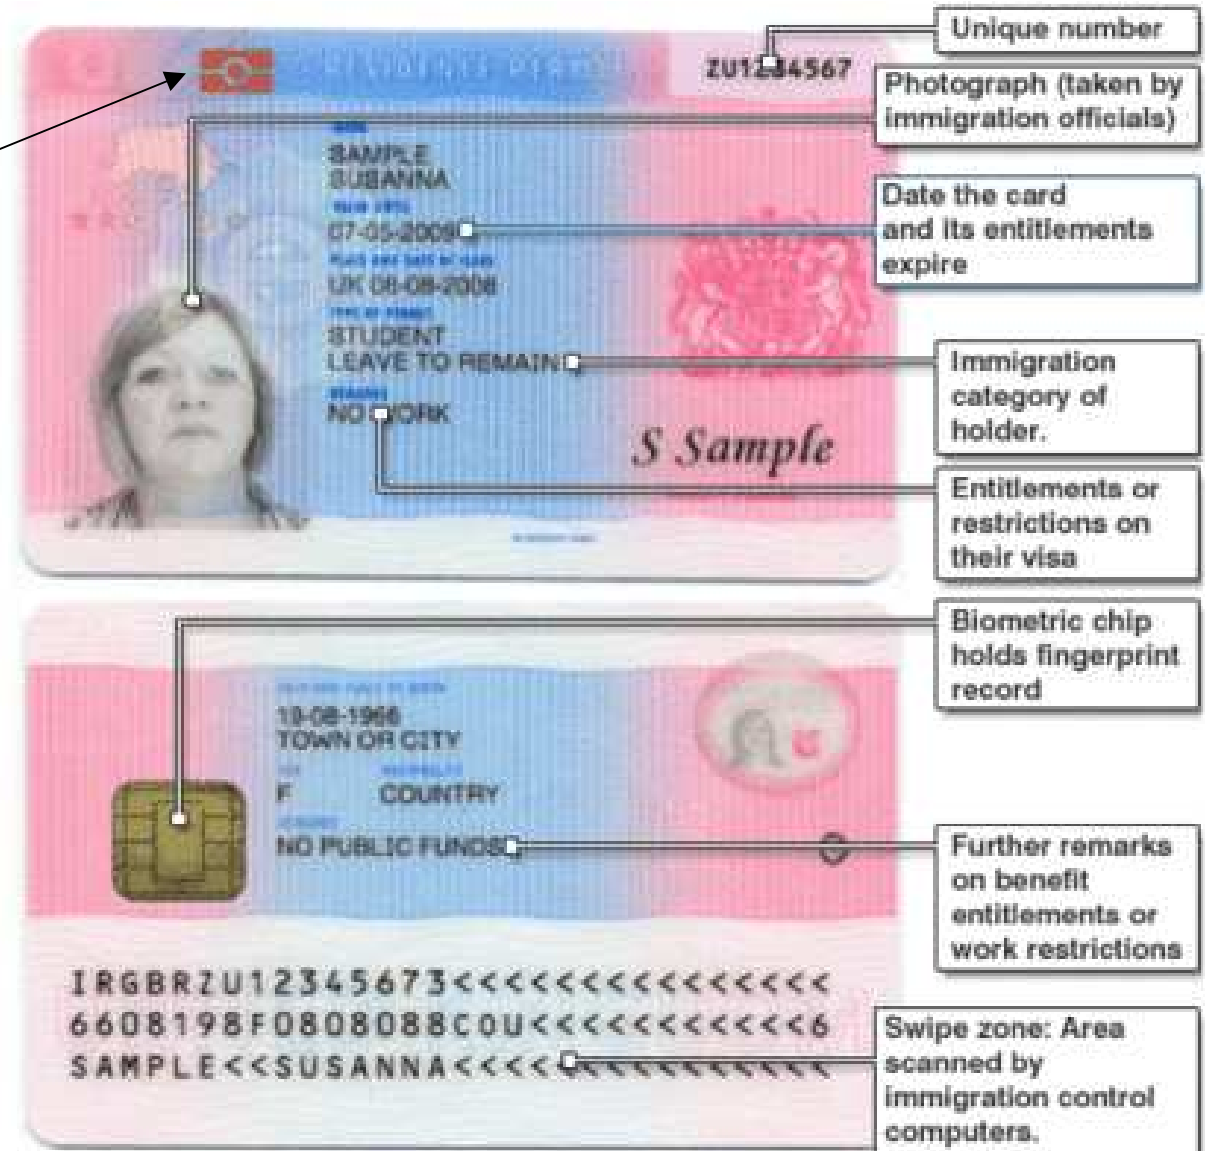 Unique number
ZU1234567
Photograph (taken by
immigration officials)
SAMPLE
SUSANNA
Date the card
and its entitlements
expire
07-05-2009
UK 08-08-2008
STUDENT
LEAVE TO REMAIN
Immigration
category of
holder.
NO WORK
S Sample
Entitlements or
restrictions on
their visa
Biometric chip
holds fingerprint
record
19-08-1966
TOWN OR CITY
F COUNTRY
NO PUBLIC FUNDS
Further remarks
on benefit
entitlements or
work restrictions
IRGBRZU12345673<<<<<<<<<<<<<<<
6608198F0808088COU<<<<<<<<<<<6
SAMPLE<<SUSANNA<<<<<<<<<<<<<<<
Swipe zone: Area
scanned by
immigration control
computers.